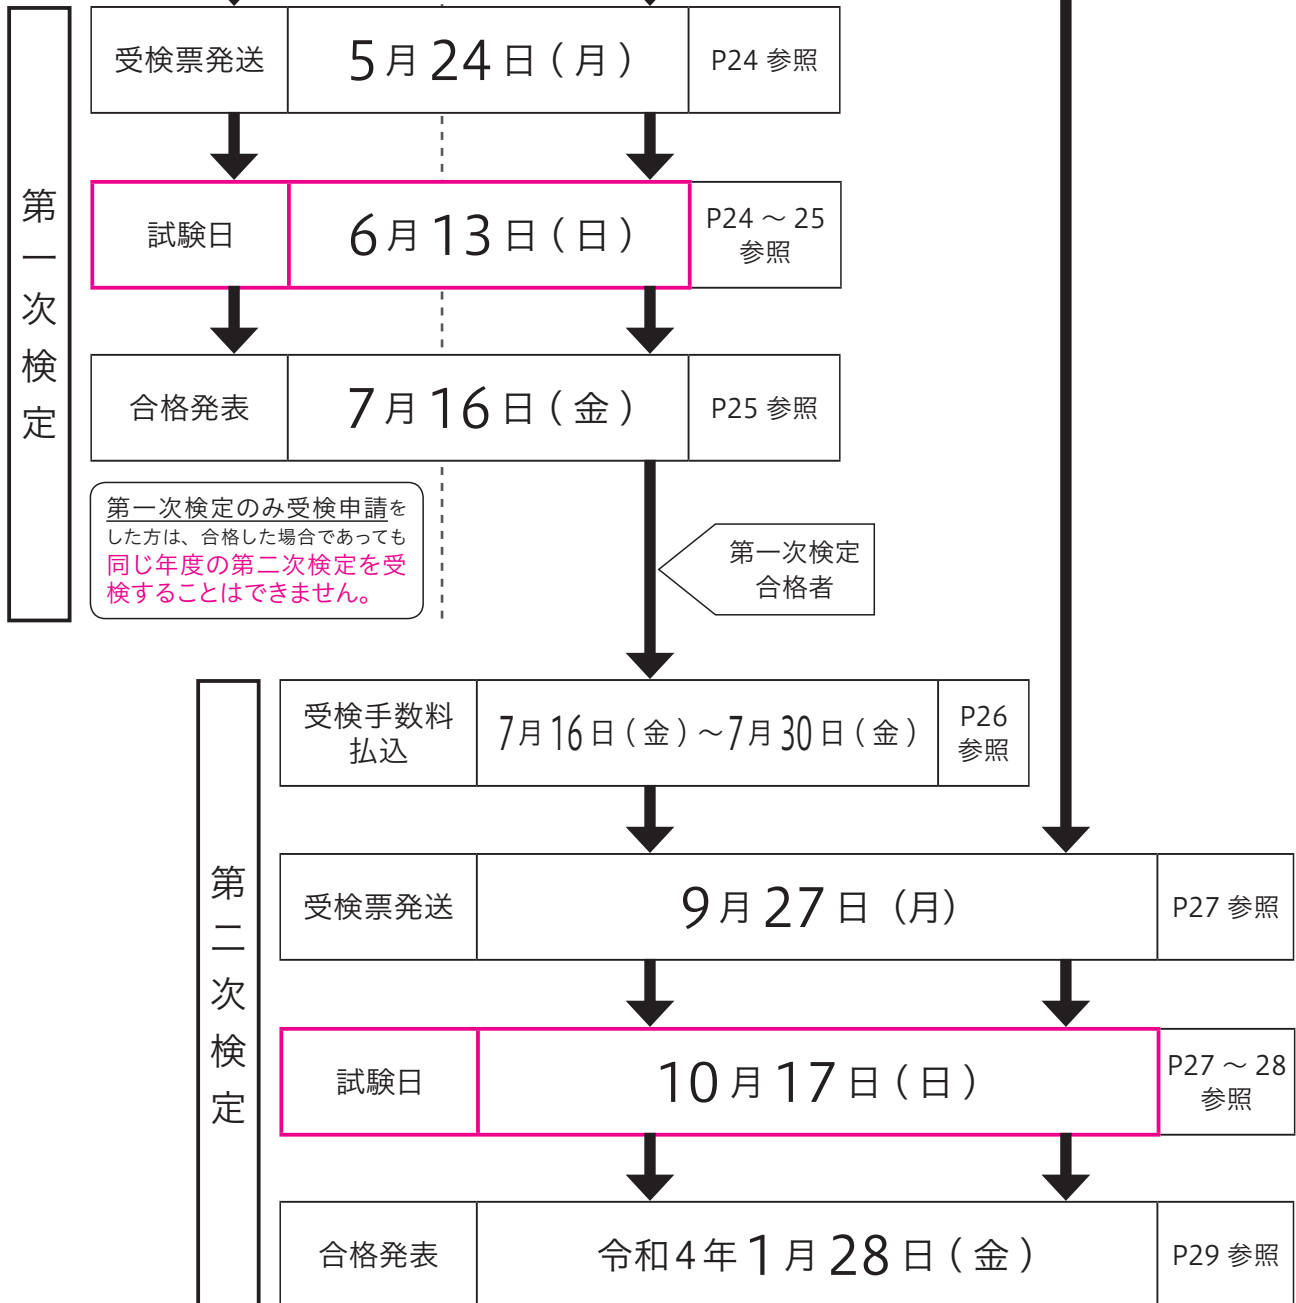 第一次検定
受検票発送 5月24日(月) P24 参照
試験日 6月13日(日) P24 ～ 25
参照
合格発表 7月16日(金) P25 参照
第一次検定のみ受検申請を
した方は、合格した場合であっても
同じ年度の第二次検定を受
検することはできません。
第一次検定
合格者
第二次検定
受検手数料
払込
7月16日(金)～7月30日(金)
P26
参照
受検票発送 9月27日(月) P27 参照
試験日 10月17日(日) P27 ～ 28
参照
合格発表 令和4年1月28日(金) P29 参照